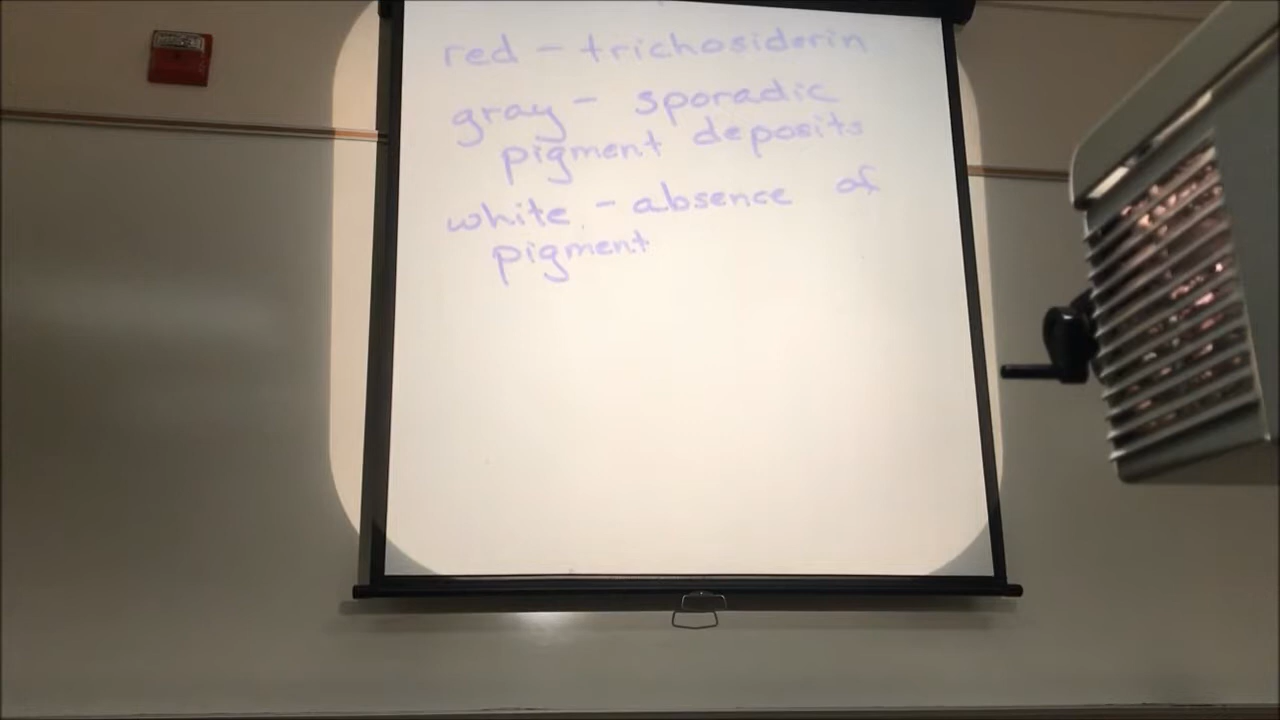 red - trichosiderin
gray - sporadic
pigment deposits
white - absence of
pigment